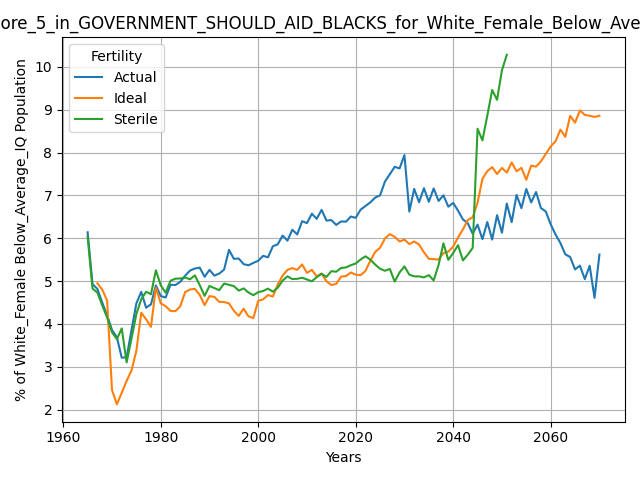 ore_5_in_GOVERNMENT_SHOULD_AID_BLACKS_for_White_Female_Below_Ave
Fertility
Actual
Ideal
Sterile
% of White_Female Below_Average_IQ Population
10
9
8
7
6
5
4
3
2
1960
1980
2000
2020
2040
2060
Years